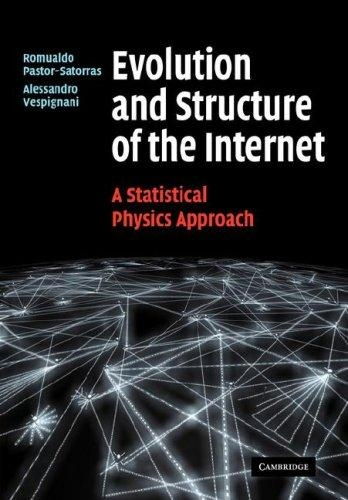 Romualdo
Pastor-Satorras
Alessandro
Vespignani
Evolution
and Structure
of the Internet
A Statistical
Physics Approach
CAMBRIDGE